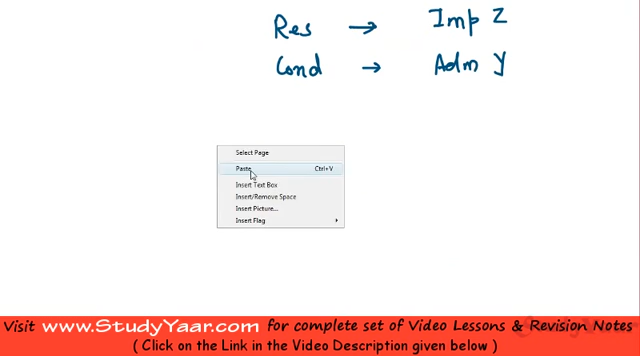 Res → Imp Z
Cond → Adm Y
Select Page
Paste Ctrl+V
Insert Text Box
Insert/Remove Space
Insert Picture...
Insert Flag
Visit www.StudyYaar.com for complete set of Video Lessons & Revision Notes
( Click on the Link in the Video Description given below )